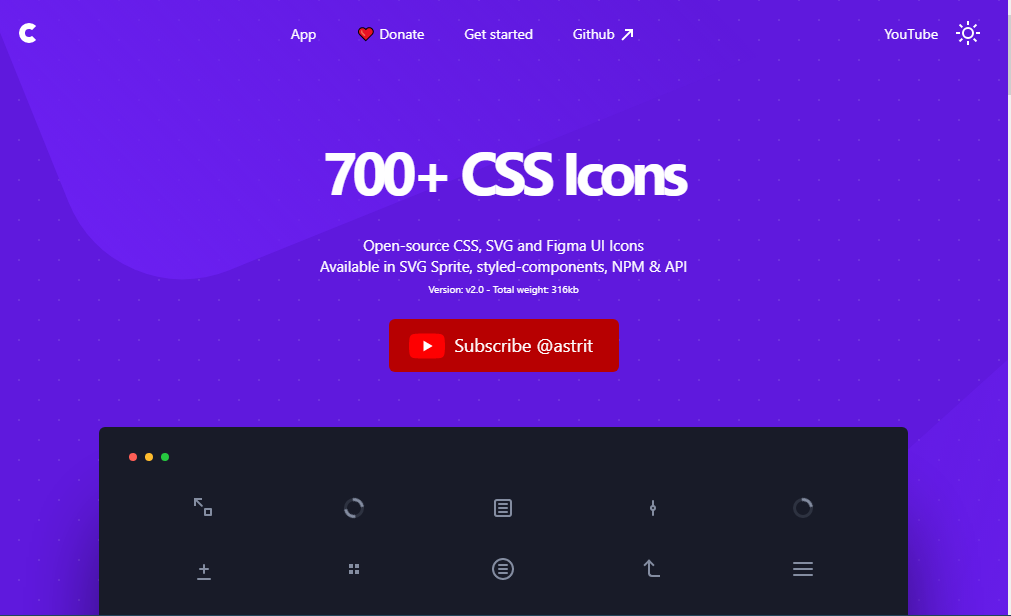 C
App
Donate
Get started
Github
YouTube
700+ CSS Icons
Open-source CSS, SVG and Figma UI Icons
Available in SVG Sprite, styled-components, NPM & API
Version: v2.0 - Total weight: 316kb
Subscribe @astrit